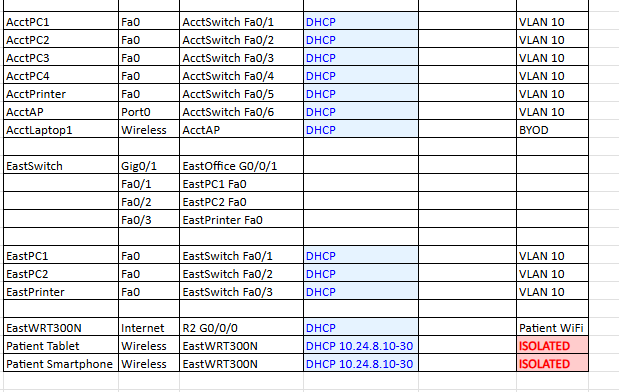 AcctPC1 Fa0 AcctSwitch Fa0/1 DHCP VLAN 10
AcctPC2 Fa0 AcctSwitch Fa0/2 DHCP VLAN 10
AcctPC3 Fa0 AcctSwitch Fa0/3 DHCP VLAN 10
AcctPC4 Fa0 AcctSwitch Fa0/4 DHCP VLAN 10
AcctPrinter Fa0 AcctSwitch Fa0/5 DHCP VLAN 10
AcctAP Port0 AcctSwitch Fa0/6 DHCP VLAN 10
AcctLaptop1 Wireless AcctAP DHCP BYOD
EastSwitch Gig0/1 EastOffice G0/0/1
Fa0/1 EastPC1 Fa0
Fa0/2 EastPC2 Fa0
Fa0/3 EastPrinter Fa0
EastPC1 Fa0 EastSwitch Fa0/1 DHCP VLAN 10
EastPC2 Fa0 EastSwitch Fa0/2 DHCP VLAN 10
EastPrinter Fa0 EastSwitch Fa0/3 DHCP VLAN 10
EastWRT300N Internet R2 G0/0/0 DHCP Patient WiFi
Patient Tablet Wireless EastWRT300N DHCP 10.24.8.10-30 ISOLATED
Patient Smartphone Wireless EastWRT300N DHCP 10.24.8.10-30 ISOLATED